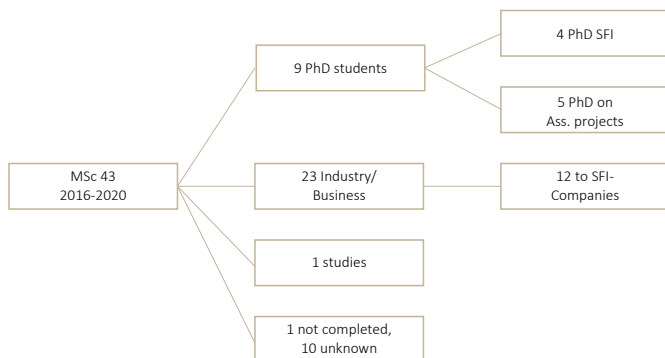 4 PhD SFI
9 PhD students
5 PhD on
Ass. projects
MSc 43
2016-2020
23 Industry/
Business
12 to SFI-
Companies
1 studies
1 not completed,
10 unknown